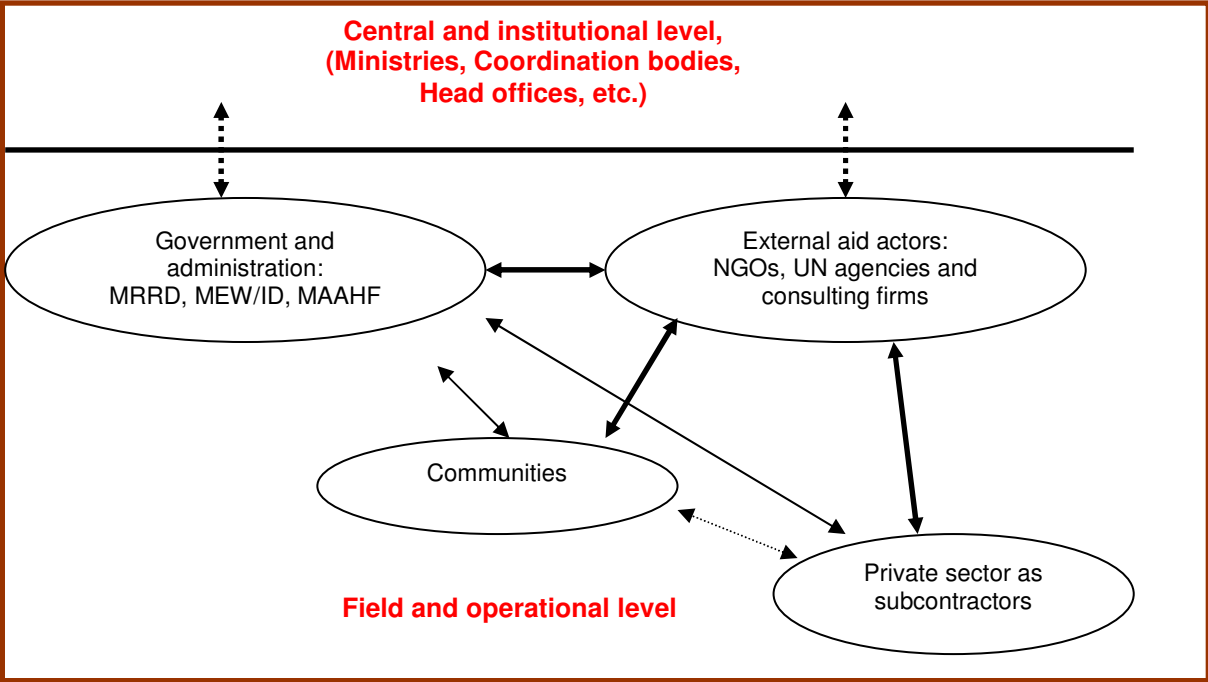 Central and institutional level,
(Ministries, Coordination bodies,
Head offices, etc.)
Government and
administration:
MRRD, MEW/ID, MAAHF
External aid actors:
NGOs, UN agencies and
consulting firms
Communities
Private sector as
subcontractors
Field and operational level